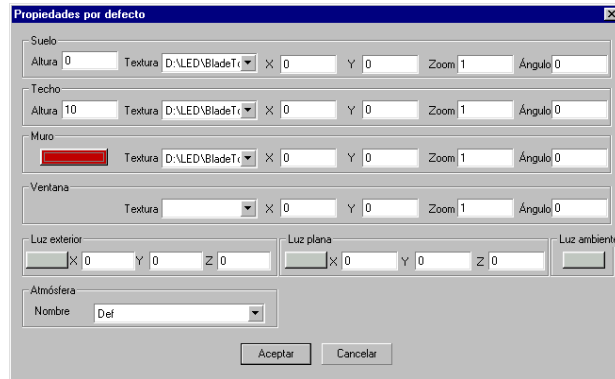 Propiedades por defecto
Suelo
Altura 0 Textura D:\LED\BladeTo X 0 Y 0 Zoom 1 Ángulo 0
Techo
Altura 10 Textura D:\LED\BladeTo X 0 Y 0 Zoom 1 Ángulo 0
Muro
Textura D:\LED\BladeTo X 0 Y 0 Zoom 1 Ángulo 0
Ventana
Textura X 0 Y 0 Zoom 1 Ángulo 0
Luz exterior Luz plana Luz ambiente
X 0 Y 0 Z 0 X 0 Y 0 Z 0
Atmósfera
Nombre Def
Aceptar Cancelar